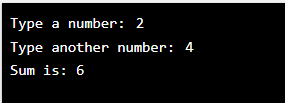 Type a number: 2
Type another number: 4
Sum is: 6